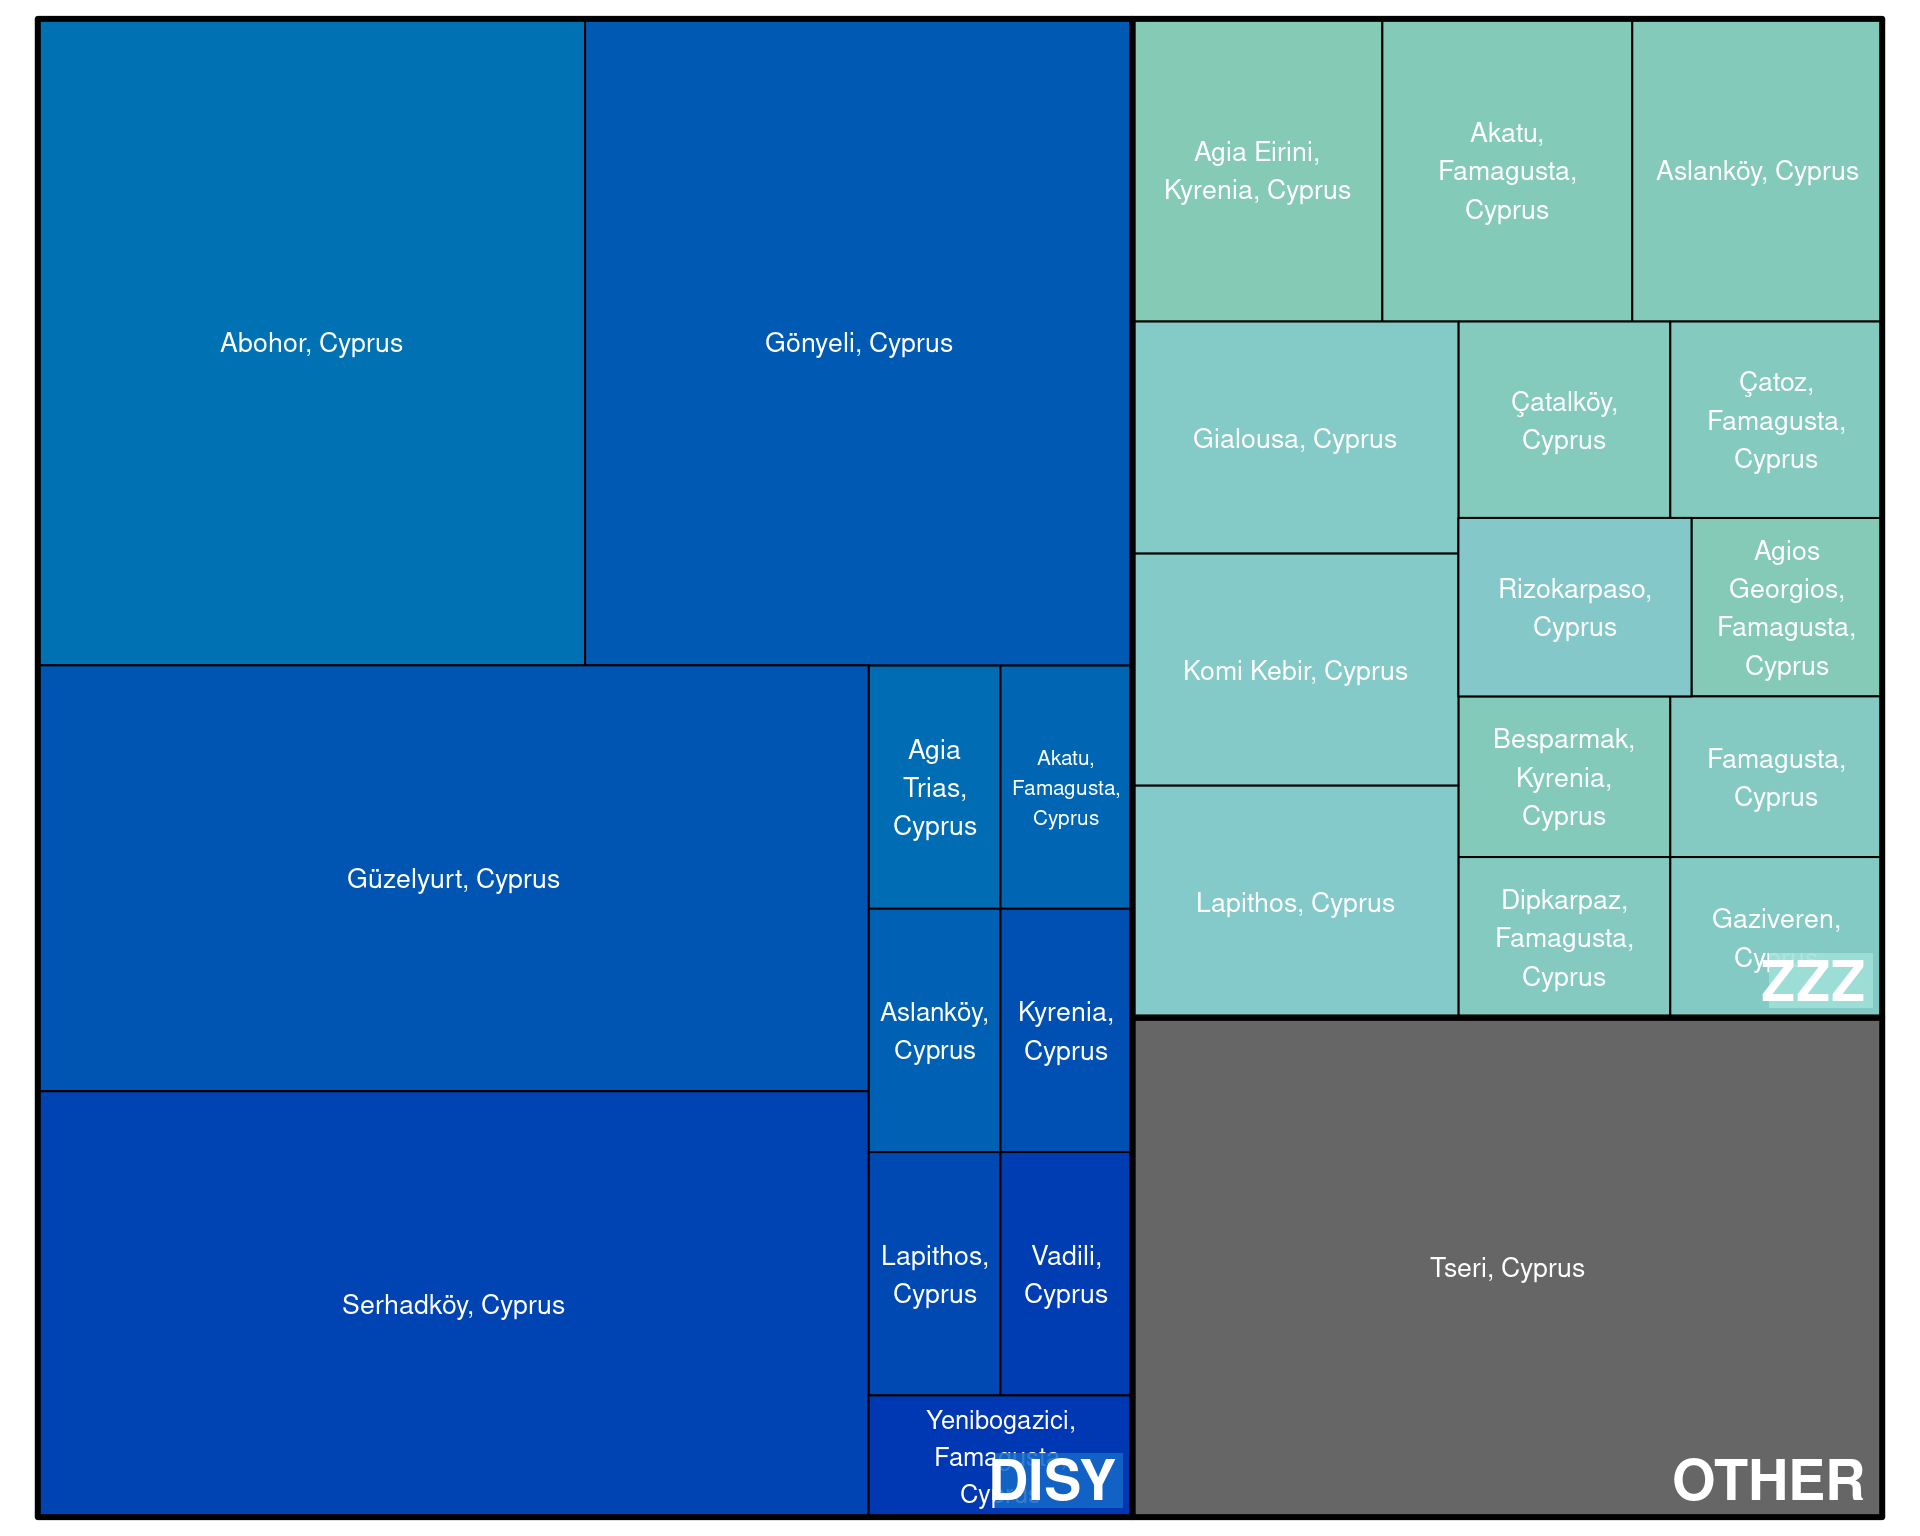 Abohor, Cyprus
Gönyeli, Cyprus
Güzelyurt, Cyprus
Serhadköy, Cyprus
Agia
Trias,
Cyprus
Akatu,
Famagusta,
Cyprus
Aslanköy,
Cyprus
Kyrenia,
Cyprus
Lapithos,
Cyprus
Vadili,
Cyprus
Yenibogazici,
Famagusta,
Cyprus
DISY
Agia Eirini,
Kyrenia, Cyprus
Akatu,
Famagusta,
Cyprus
Aslanköy, Cyprus
Gialousa, Cyprus
Komi Kebir, Cyprus
Lapithos, Cyprus
Çatalköy,
Cyprus
Çatoz,
Famagusta,
Cyprus
Rizokarpaso,
Cyprus
Agios
Georgios,
Famagusta,
Cyprus
Besparmak,
Kyrenia,
Cyprus
Famagusta,
Cyprus
Dipkarpaz,
Famagusta,
Cyprus
Gaziveren,
Cyprus
ZZZ
Tseri, Cyprus
OTHER